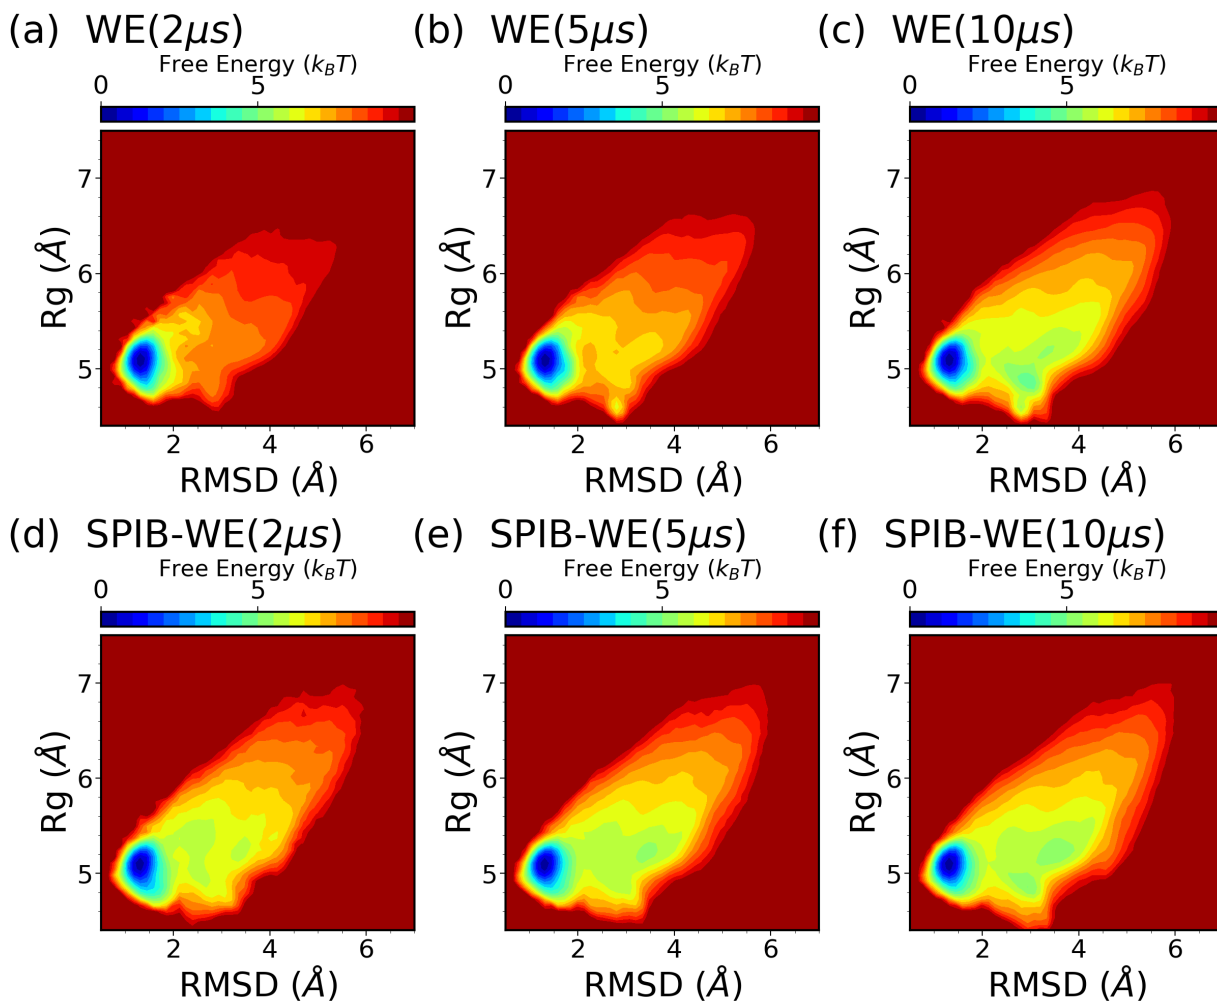 (a) WE(2μs)
Free Energy (k_BT)
0 5
7
6
5
Rg (Å)
2 4 6
RMSD (Å)
(b) WE(5μs)
Free Energy (k_BT)
0 5
7
6
5
Rg (Å)
2 4 6
RMSD (Å)
(c) WE(10μs)
Free Energy (k_BT)
0 5
7
6
5
Rg (Å)
2 4 6
RMSD (Å)
(d) SPIB-WE(2μs)
Free Energy (k_BT)
0 5
7
6
5
Rg (Å)
2 4 6
RMSD (Å)
(e) SPIB-WE(5μs)
Free Energy (k_BT)
0 5
7
6
5
Rg (Å)
2 4 6
RMSD (Å)
(f) SPIB-WE(10μs)
Free Energy (k_BT)
0 5
7
6
5
Rg (Å)
2 4 6
RMSD (Å)